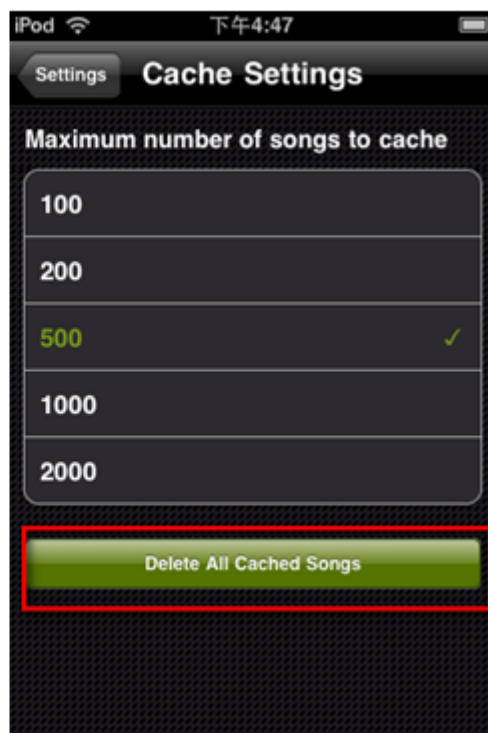 iPod 下午4:47
Settings Cache Settings
Maximum number of songs to cache
100
200
500 ✓
1000
2000
Delete All Cached Songs